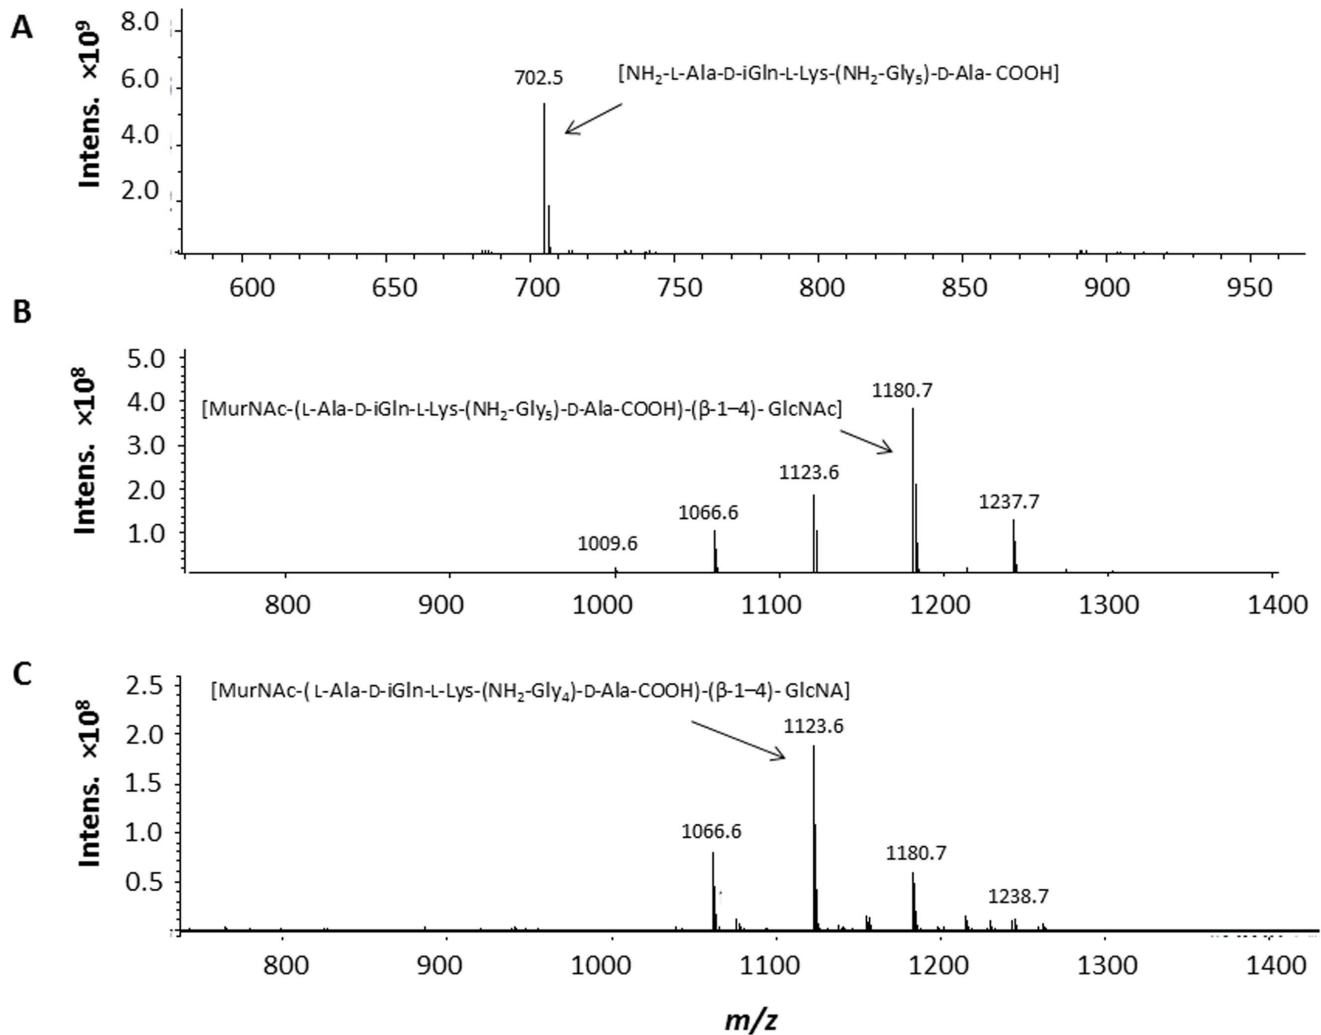 A
Intens. ×10⁹
8.0
6.0
4.0
2.0
702.5
[NH₂-L-Ala-D-iGln-L-Lys-(NH₂-Gly₅)-D-Ala- COOH]
600 650 700 750 800 850 900 950
B
Intens. ×10⁸
5.0
4.0
3.0
2.0
1.0
[MurNAc-(L-Ala-D-iGln-L-Lys-(NH₂-Gly₅)-D-Ala-COOH)-(β-1–4)- GlcNAc]
1180.7
1123.6
1237.7
1066.6
1009.6
800 900 1000 1100 1200 1300 1400
C
Intens. ×10⁸
2.5
2.0
1.5
1.0
0.5
[MurNAc-( L-Ala-D-iGln-L-Lys-(NH₂-Gly₄)-D-Ala-COOH)-(β-1–4)- GlcNA]
1123.6
1066.6
1180.7
1238.7
800 900 1000 1100 1200 1300 1400
m/z